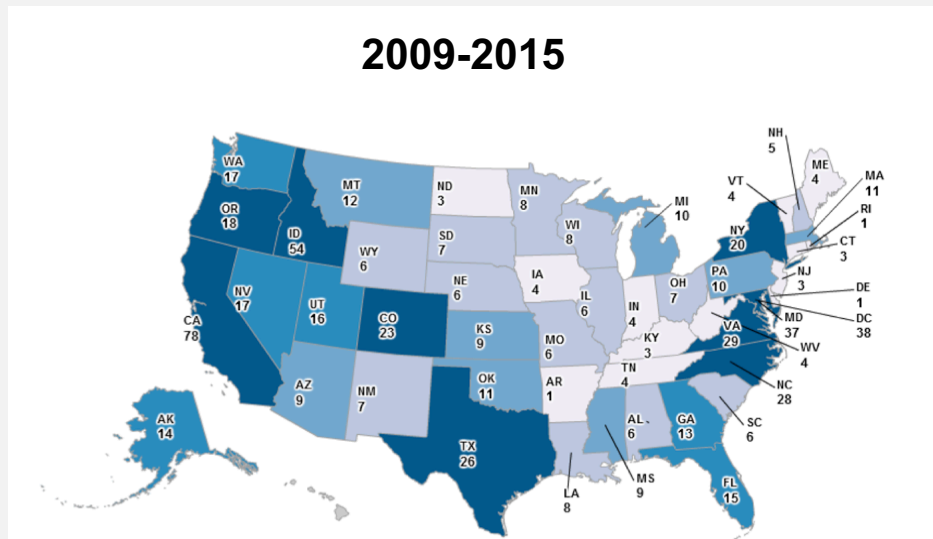 2009-2015
NH
5
ME
4
MA
11
VT
4
RI
1
WA
17
MT
12
ND
3
MN
8
MI
10
OR
18
ID
54
WI
8
NY
20
CT
3
SD
7
WY
6
PA
10
NJ
3
IA
4
NE
6
OH
7
DE
1
NV
17
UT
16
IL
6
IN
4
MD
37
DC
38
CA
78
CO
23
VA
29
KS
9
MO
6
KY
3
WV
4
TN
4
AZ
9
NM
7
OK
11
AR
1
NC
28
AK
14
AL
6
GA
13
SC
6
TX
26
MS
9
LA
8
FL
15